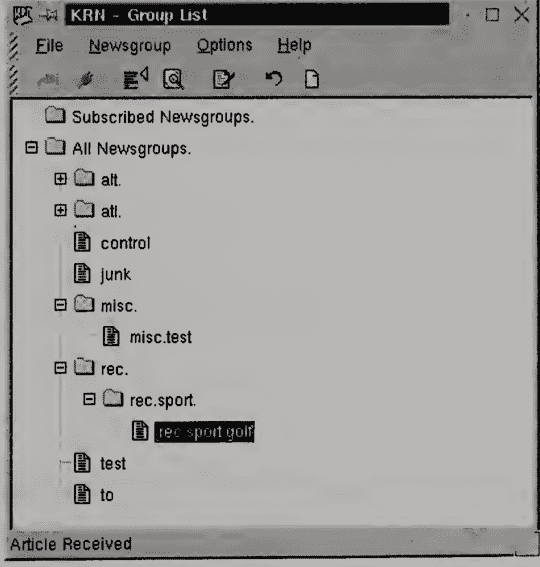 KRN - Group List
File Newsgroup Options Help
Subscribed Newsgroups.
All Newsgroups.
alt.
atl.
control
junk
misc.
misc.test
rec.
rec.sport.
rec.sport.golf
test
to
Article Received